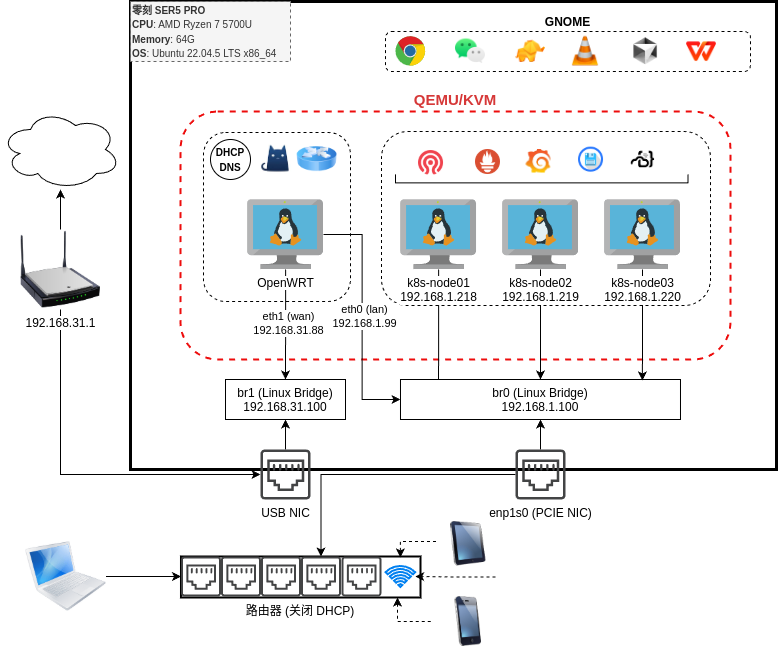 零刻 SER5 PRO
CPU: AMD Ryzen 7 5700U
Memory: 64G
OS: Ubuntu 22.04.5 LTS x86_64
GNOME
QEMU/KVM
DHCP
DNS
OpenWRT
k8s-node01
192.168.1.218
k8s-node02
192.168.1.219
k8s-node03
192.168.1.220
eth1 (wan)
192.168.31.88
eth0 (lan)
192.168.1.99
192.168.31.1
br1 (Linux Bridge)
192.168.31.100
br0 (Linux Bridge)
192.168.1.100
USB NIC
enp1s0 (PCIE NIC)
路由器 (关闭 DHCP)